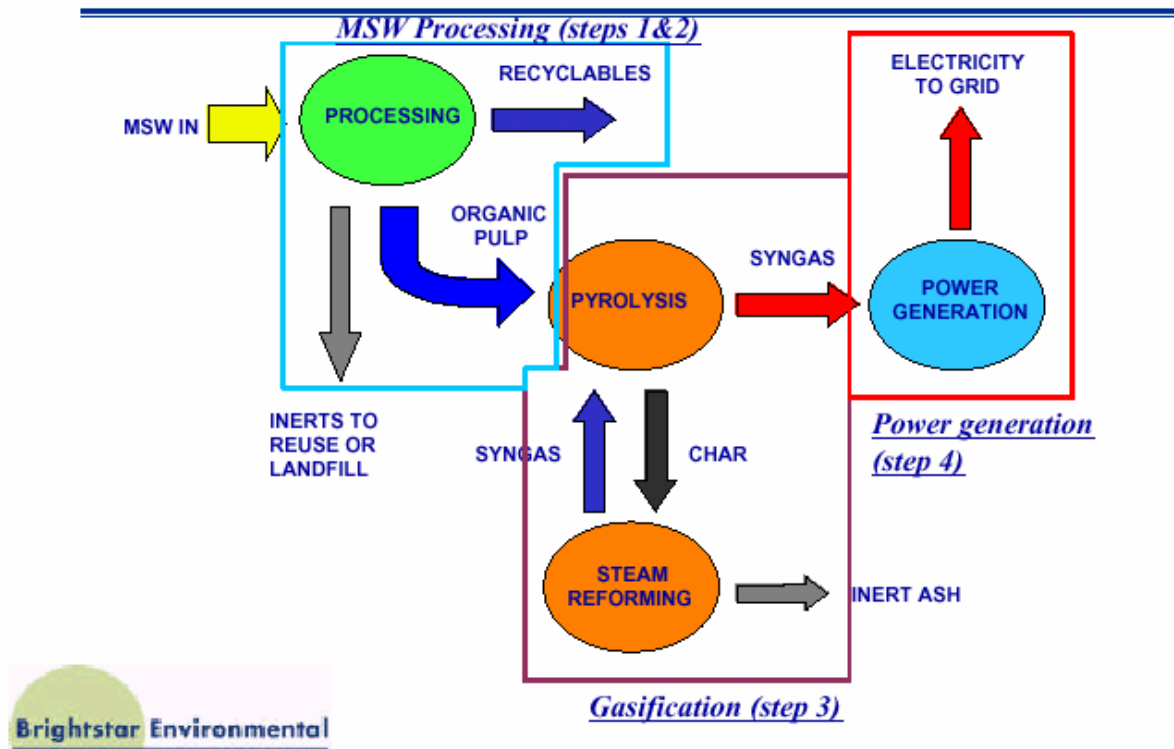 MSW Processing (steps 1&2)
RECYCLABLES
ELECTRICITY
TO GRID
PROCESSING
MSW IN
ORGANIC
PULP
SYNGAS
PYROLYSIS
POWER
GENERATION
INERTS TO
REUSE OR
LANDFILL
SYNGAS
CHAR
Power generation
(step 4)
STEAM
REFORMING
INERT ASH
Gasification (step 3)
Brightstar Environmental